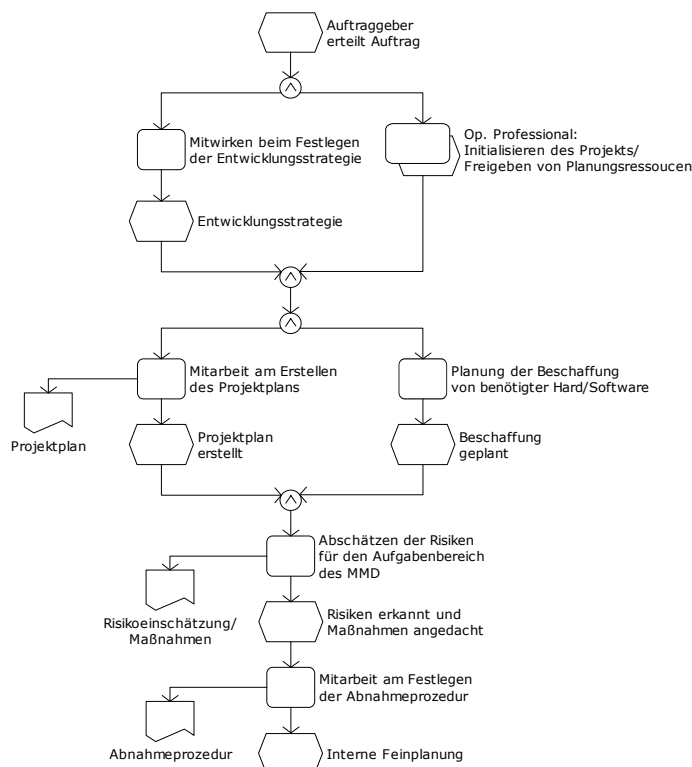 Auftraggeber
erteilt Auftrag
Mitwirken beim Festlegen
der Entwicklungsstrategie
Op. Professional:
Initialisieren des Projekts/
Freigeben von Planungsressoucen
Entwicklungsstrategie
Mitarbeit am Erstellen
des Projektplans
Planung der Beschaffung
von benötigter Hard/Software
Projektplan
Projektplan
erstellt
Beschaffung
geplant
Abschätzen der Risiken
für den Aufgabenbereich
des MMD
Risikoeinschätzung/
Maßnahmen
Risiken erkannt und
Maßnahmen angedacht
Mitarbeit am Festlegen
der Abnahmeprozedur
Abnahmeprozedur
Interne Feinplanung